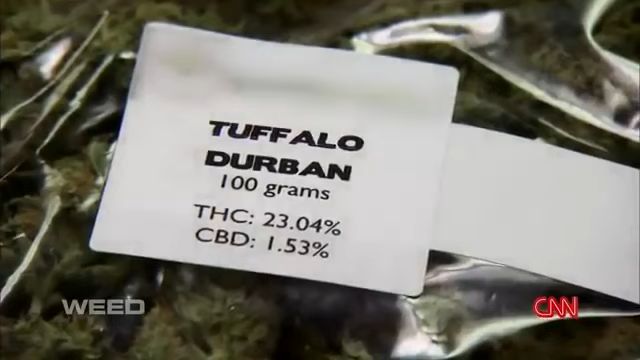 TUFFALO
DURBAN
100 grams
THC: 23.04%
CBD: 1.53%
WEED
CNN